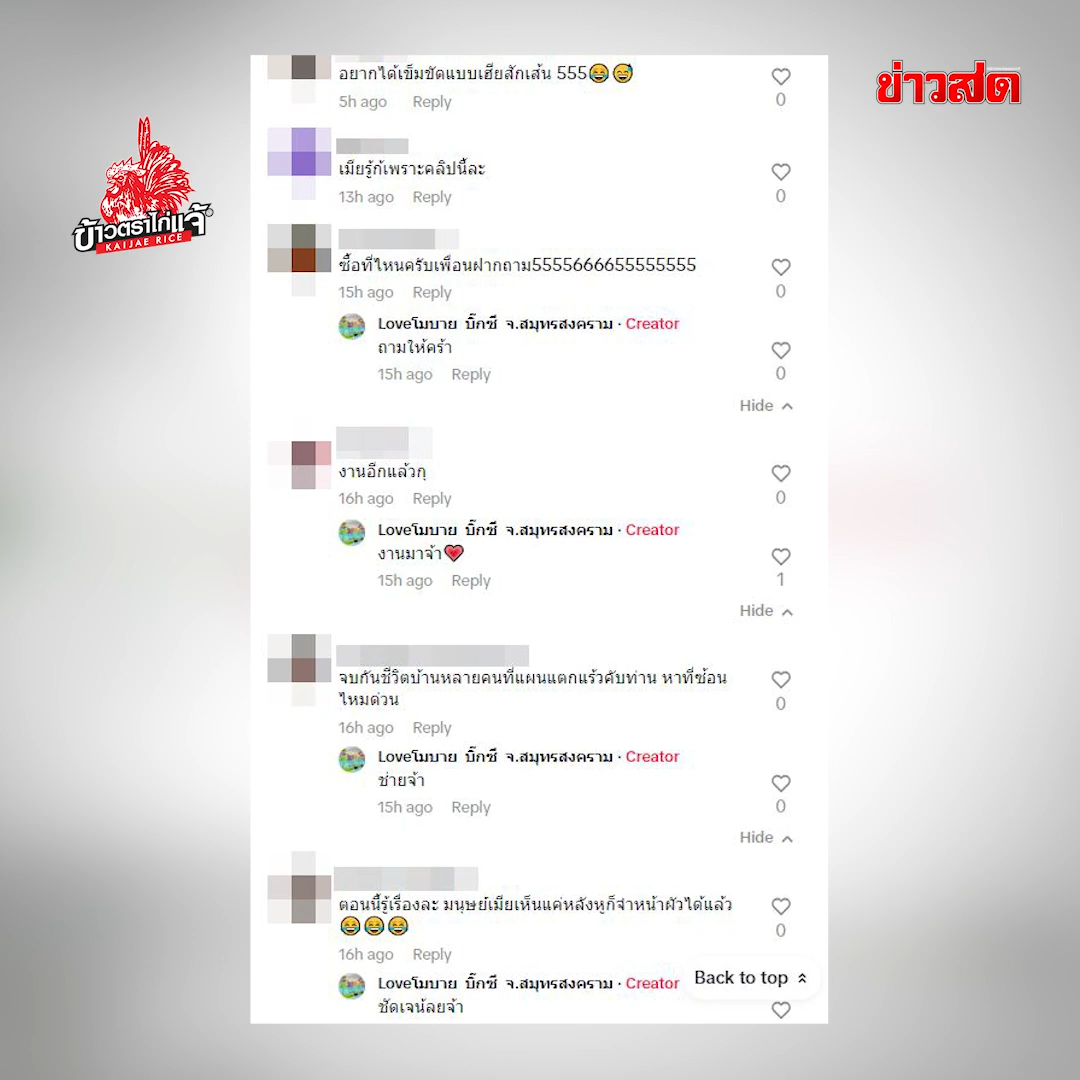 ข่าวสด
ข้าวตราไก่แจ้
KAIJAE RICE
อยากได้เข็มขัดแบบเฮียสักเส้น 555😂😅
5h ago Reply
0
เมียรู้ก้เพราะคลิปนี้ละ
13h ago Reply
0
ซื้อที่ไหนครับเพื่อนฝากถาม5555666655555555
15h ago Reply
0
Loveโมบาย บิ๊กซี จ.สมุทรสงคราม · Creator
ถามให้คร้า
15h ago Reply
0
Hide
งานอีกแล้วกุ
16h ago Reply
0
Loveโมบาย บิ๊กซี จ.สมุทรสงคราม · Creator
งานมาจ้า💗
15h ago Reply
1
Hide
จบกันชีวิตบ้านหลายคนที่แผนแตกแร้วคับท่าน หาที่ซ้อน
ไหมด่วน
16h ago Reply
0
Loveโมบาย บิ๊กซี จ.สมุทรสงคราม · Creator
ช่ายจ้า
15h ago Reply
0
Hide
ตอนนี้รู้เรื่องละ มนุษย์เมียเห็นแค่หลังหูก็จำหน้าผัวได้แล้ว
😂😂😂
16h ago Reply
0
Loveโมบาย บิ๊กซี จ.สมุทรสงคราม · Creator
Back to top
ชัดเจน้ลยจ้า